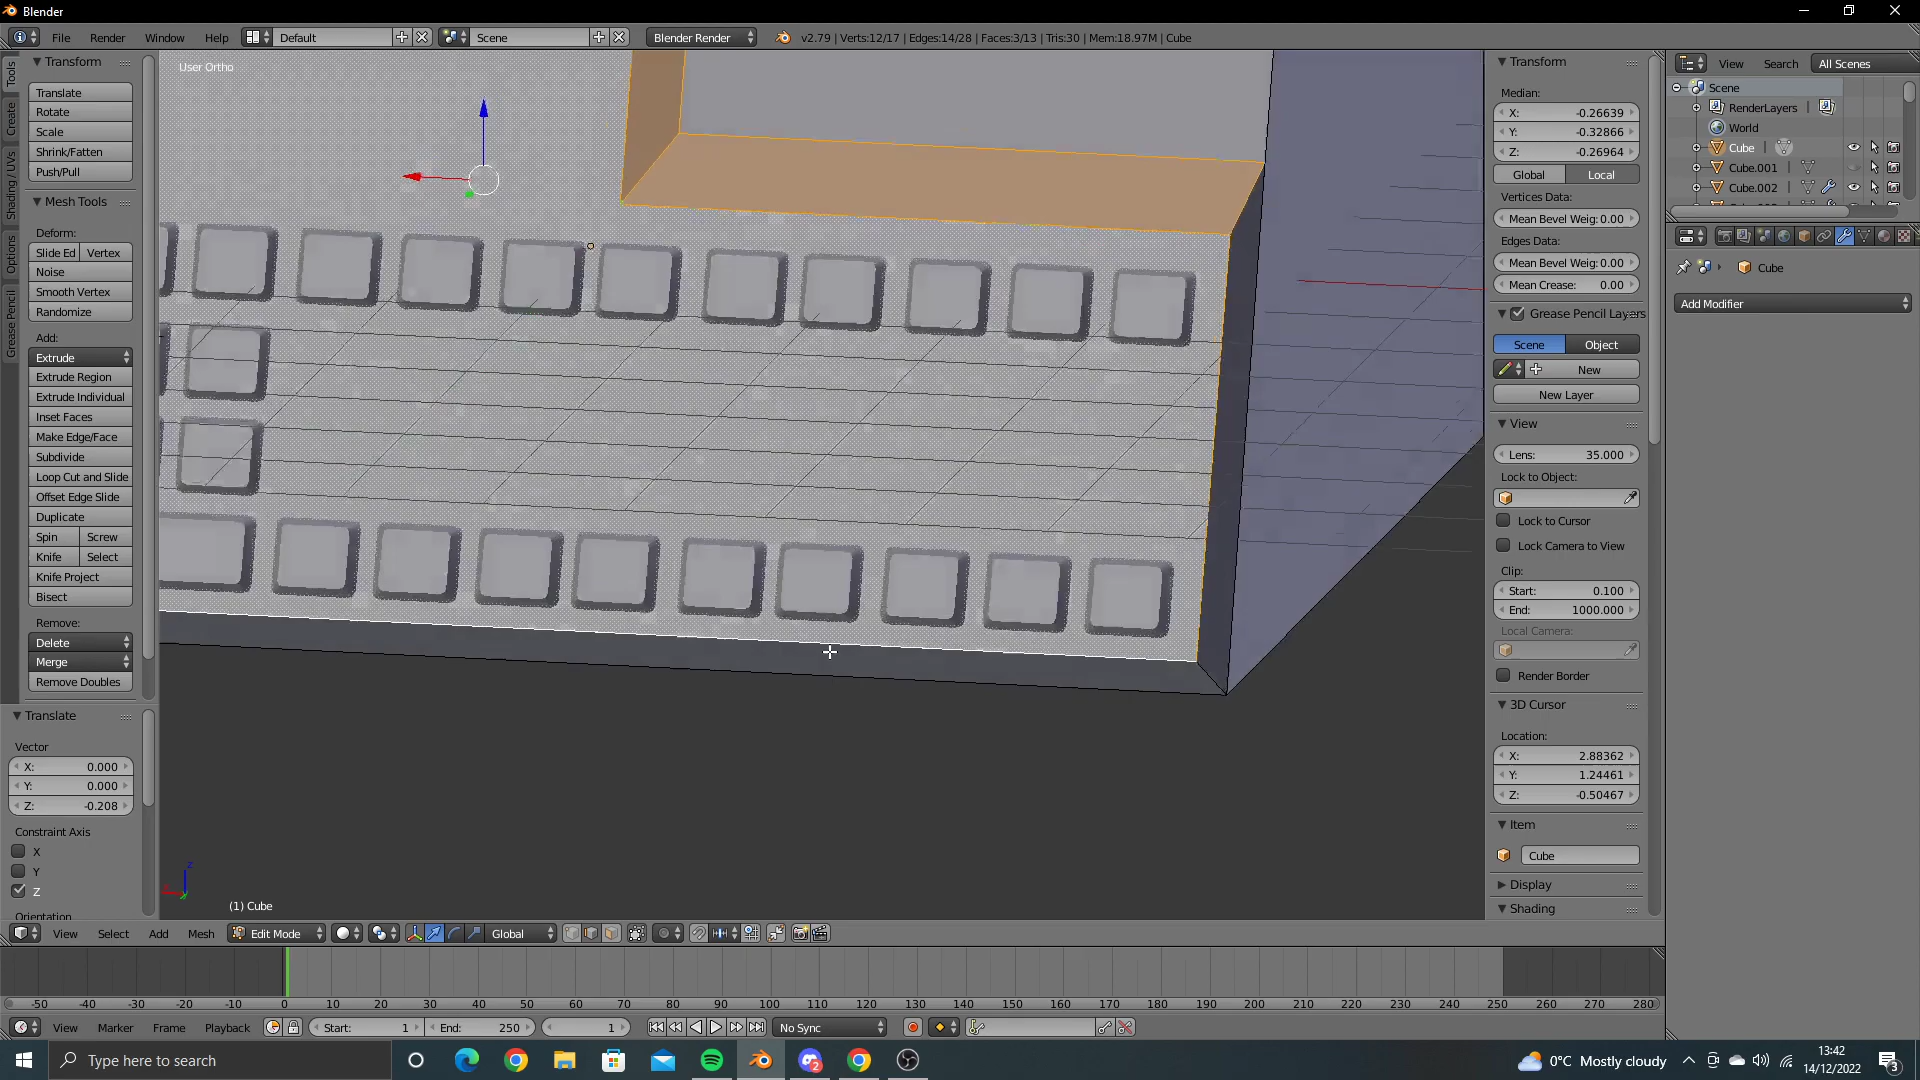 Blender
File Render Window Help Default Scene Blender Render v2.79 | Verts:12/17 | Edges:14/28 | Faces:3/13 | Tris:30 | Mem:18.97M | Cube
Tools
Create
Shading / UVs
Options
Grease Pencil
Transform
Translate
Rotate
Scale
Shrink/Fatten
Push/Pull
Mesh Tools
Deform:
Slide Ed Vertex
Noise
Smooth Vertex
Randomize
Add:
Extrude
Extrude Region
Extrude Individual
Inset Faces
Make Edge/Face
Subdivide
Loop Cut and Slide
Offset Edge Slide
Duplicate
Spin Screw
Knife Select
Knife Project
Bisect
Remove:
Delete
Merge
Remove Doubles
Translate
Vector
X: 0.000
Y: 0.000
Z: -0.208
Constraint Axis
X
Y
Z
Orientation
User Ortho
z
(1) Cube
Transform
Median:
X: -0.26639
Y: -0.32866
Z: -0.26964
Global Local
Vertices Data:
Mean Bevel Weig: 0.00
Edges Data:
Mean Bevel Weig: 0.00
Mean Crease: 0.00
Grease Pencil Layers
Scene Object
New
New Layer
View
Lens: 35.000
Lock to Object:
Lock to Cursor
Lock Camera to View
Clip:
Start: 0.100
End: 1000.000
Local Camera:
Render Border
3D Cursor
Location:
X: 2.88362
Y: 1.24461
Z: -0.50467
Item
Cube
Display
Shading
View Search All Scenes
Scene
RenderLayers
World
Cube
Cube.001
Cube.002
Cube
Add Modifier
View Select Add Mesh Edit Mode Global
-50 -40 -30 -20 -10 0 10 20 30 40 50 60 70 80 90 100 110 120 130 140 150 160 170 180 190 200 210 220 230 240 250 260 270 280
View Marker Frame Playback Start: 1 End: 250 1 No Sync
Type here to search 2 0°C Mostly cloudy 13:42
14/12/2022 3